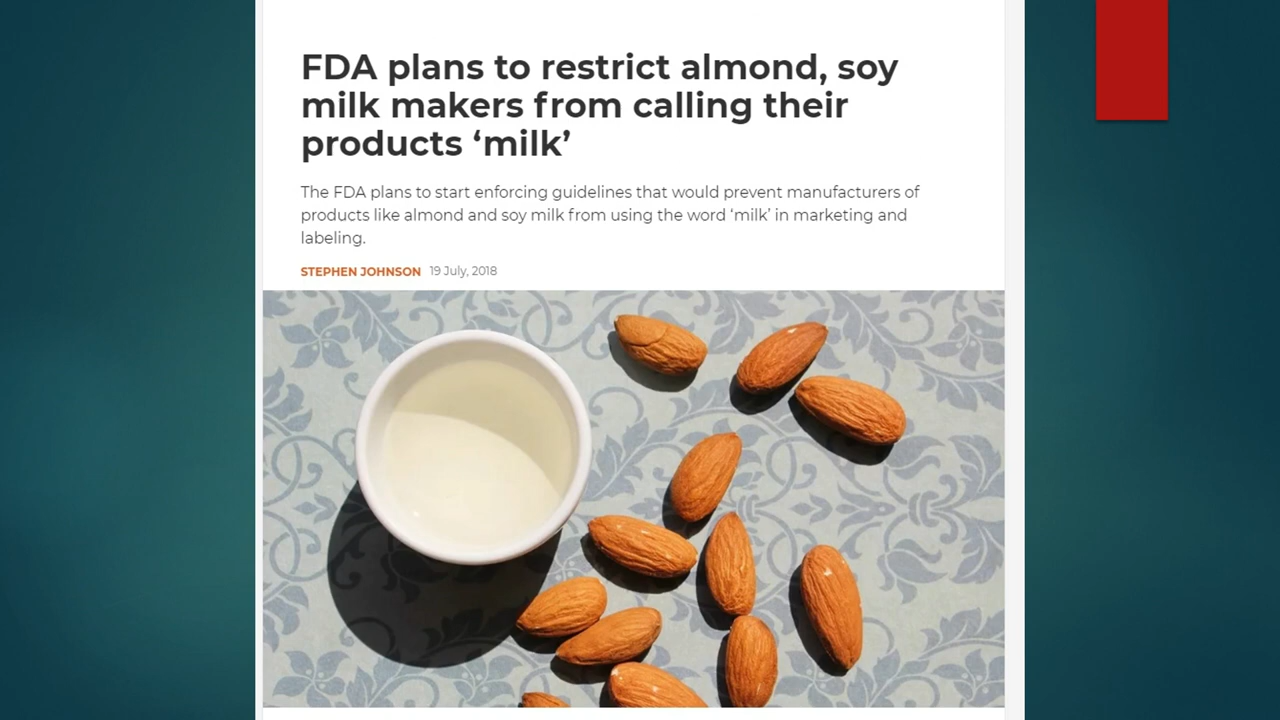 FDA plans to restrict almond, soy
milk makers from calling their
products ‘milk’
The FDA plans to start enforcing guidelines that would prevent manufacturers of
products like almond and soy milk from using the word ‘milk’ in marketing and
labeling.
STEPHEN JOHNSON 19 July, 2018